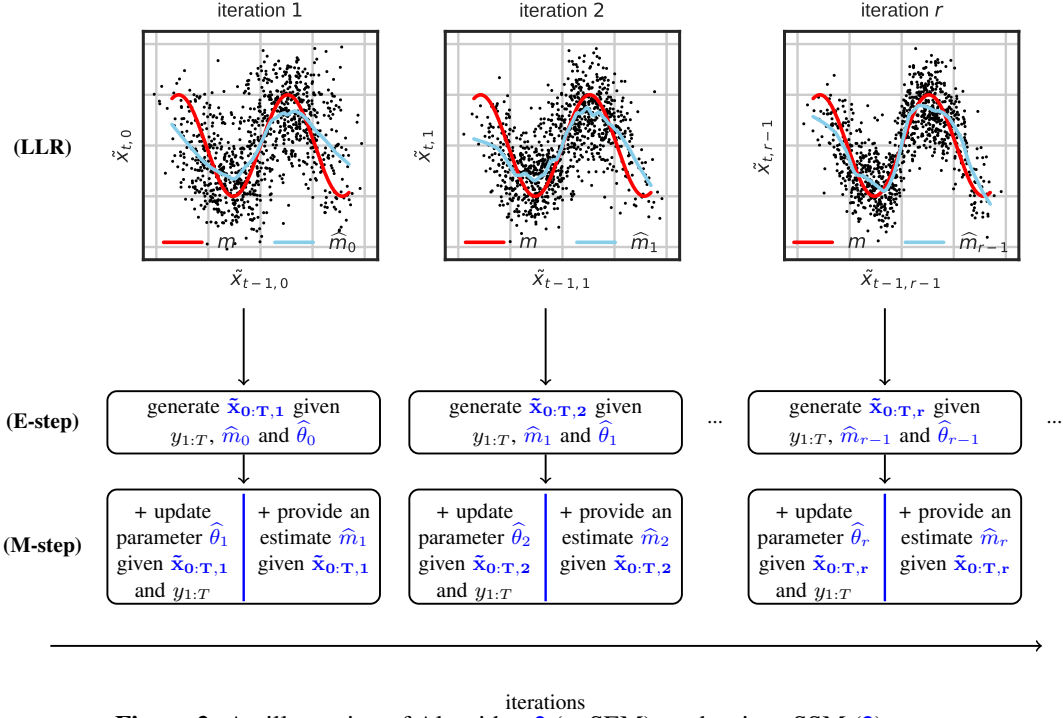 iteration 1
iteration 2
iteration r
(LLR)
x̃t,0
m
m̂0
x̃t−1,0
x̃t,1
m
m̂1
x̃t−1,1
x̃t,r−1
m
m̂r−1
x̃t−1,r−1
(E-step)
generate x̃0:T,1 given
y1:T, m̂0 and θ̂0
generate x̃0:T,2 given
y1:T, m̂1 and θ̂1
...
generate x̃0:T,r given
y1:T, m̂r−1 and θ̂r−1
...
(M-step)
+ update
parameter θ̂1
given x̃0:T,1
and y1:T
+ provide an
estimate m̂1
given x̃0:T,1
+ update
parameter θ̂2
given x̃0:T,2
and y1:T
+ provide an
estimate m̂2
given x̃0:T,2
+ update
parameter θ̂r
given x̃0:T,r
and y1:T
+ provide an
estimate m̂r
given x̃0:T,r
iterations